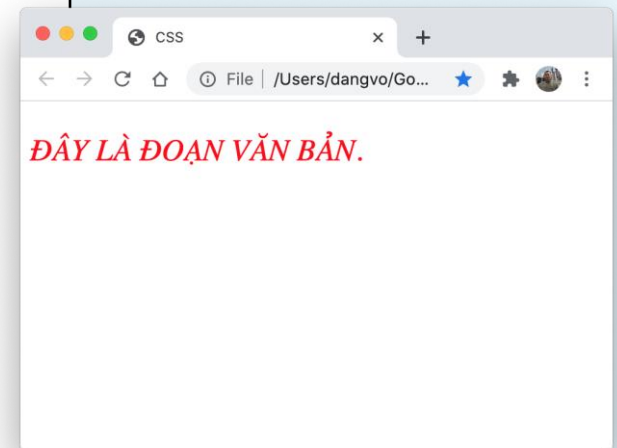 CSS
File /Users/dangvo/Go...
ĐÂY LÀ ĐOẠN VĂN BẢN.